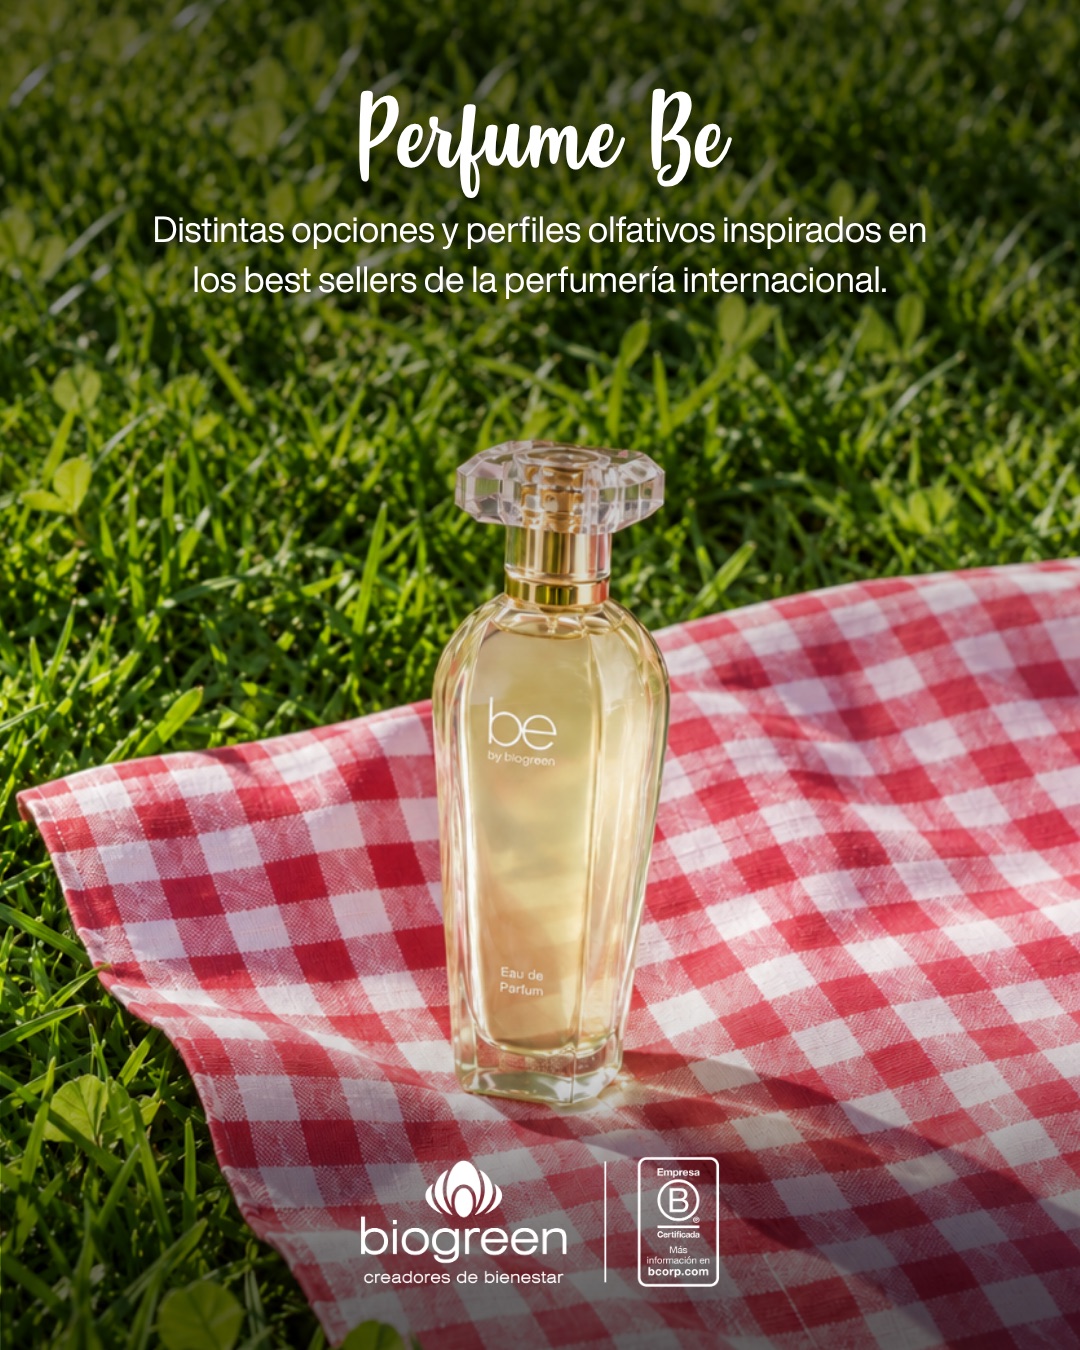 Perfume Be
Distintas opciones y perfiles olfativos inspirados en
los best sellers de la perfumería internacional.
be
by biogreen
Eau de
Parfum
biogreen
creadores de bienestar
Empresa
B
®
Certificada
Más
información en
bcorp.com